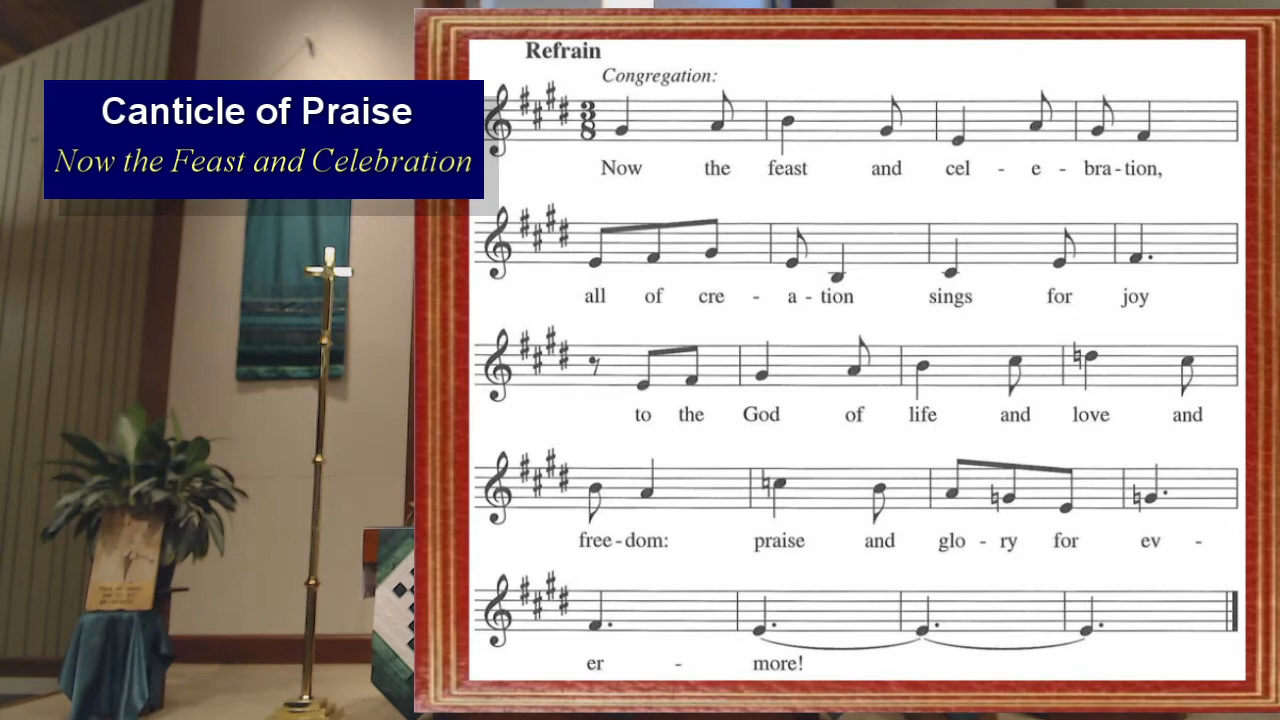 Canticle of Praise
Now the Feast and Celebration
Refrain
Congregation:
3
8
Now the feast and cel - e - bra - tion,
all of cre - a - tion sings for joy
to the God of life and love and
free - dom: praise and glo - ry for ev -
er - more!